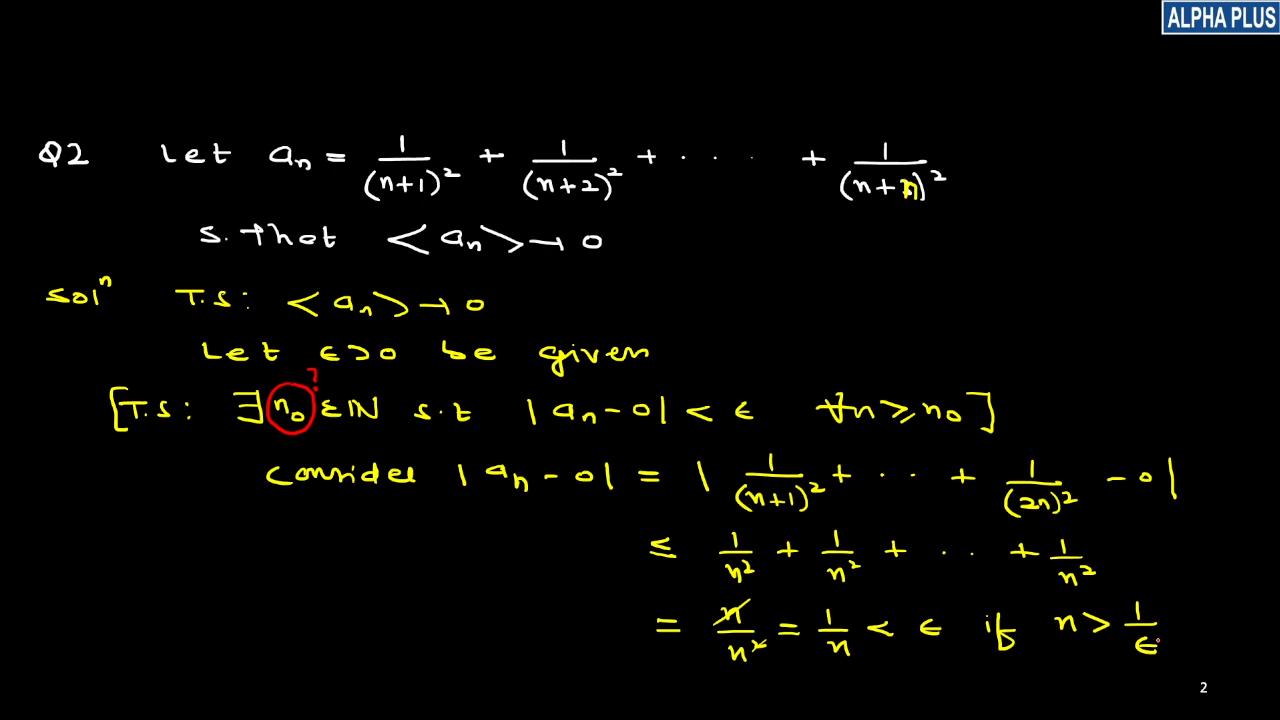 ALPHA PLUS
Q2 Let aₙ = 1/(n+1)² + 1/(n+2)² + .... + 1/(n+n)²
s. that <aₙ> → 0
solⁿ T.S: <aₙ> → 0
Let ϵ>0 be given
[T.S: ∃ n₀ ? ∈ ℕ s.t |aₙ-0| < ϵ ∀n ≥ n₀]
consider |aₙ-0| = | 1/(n+1)² + .. + 1/(2n)² - 0|
≤ 1/n² + 1/n² + .. + 1/n²
= n/n² = 1/n < ϵ if n > 1/ϵ
2